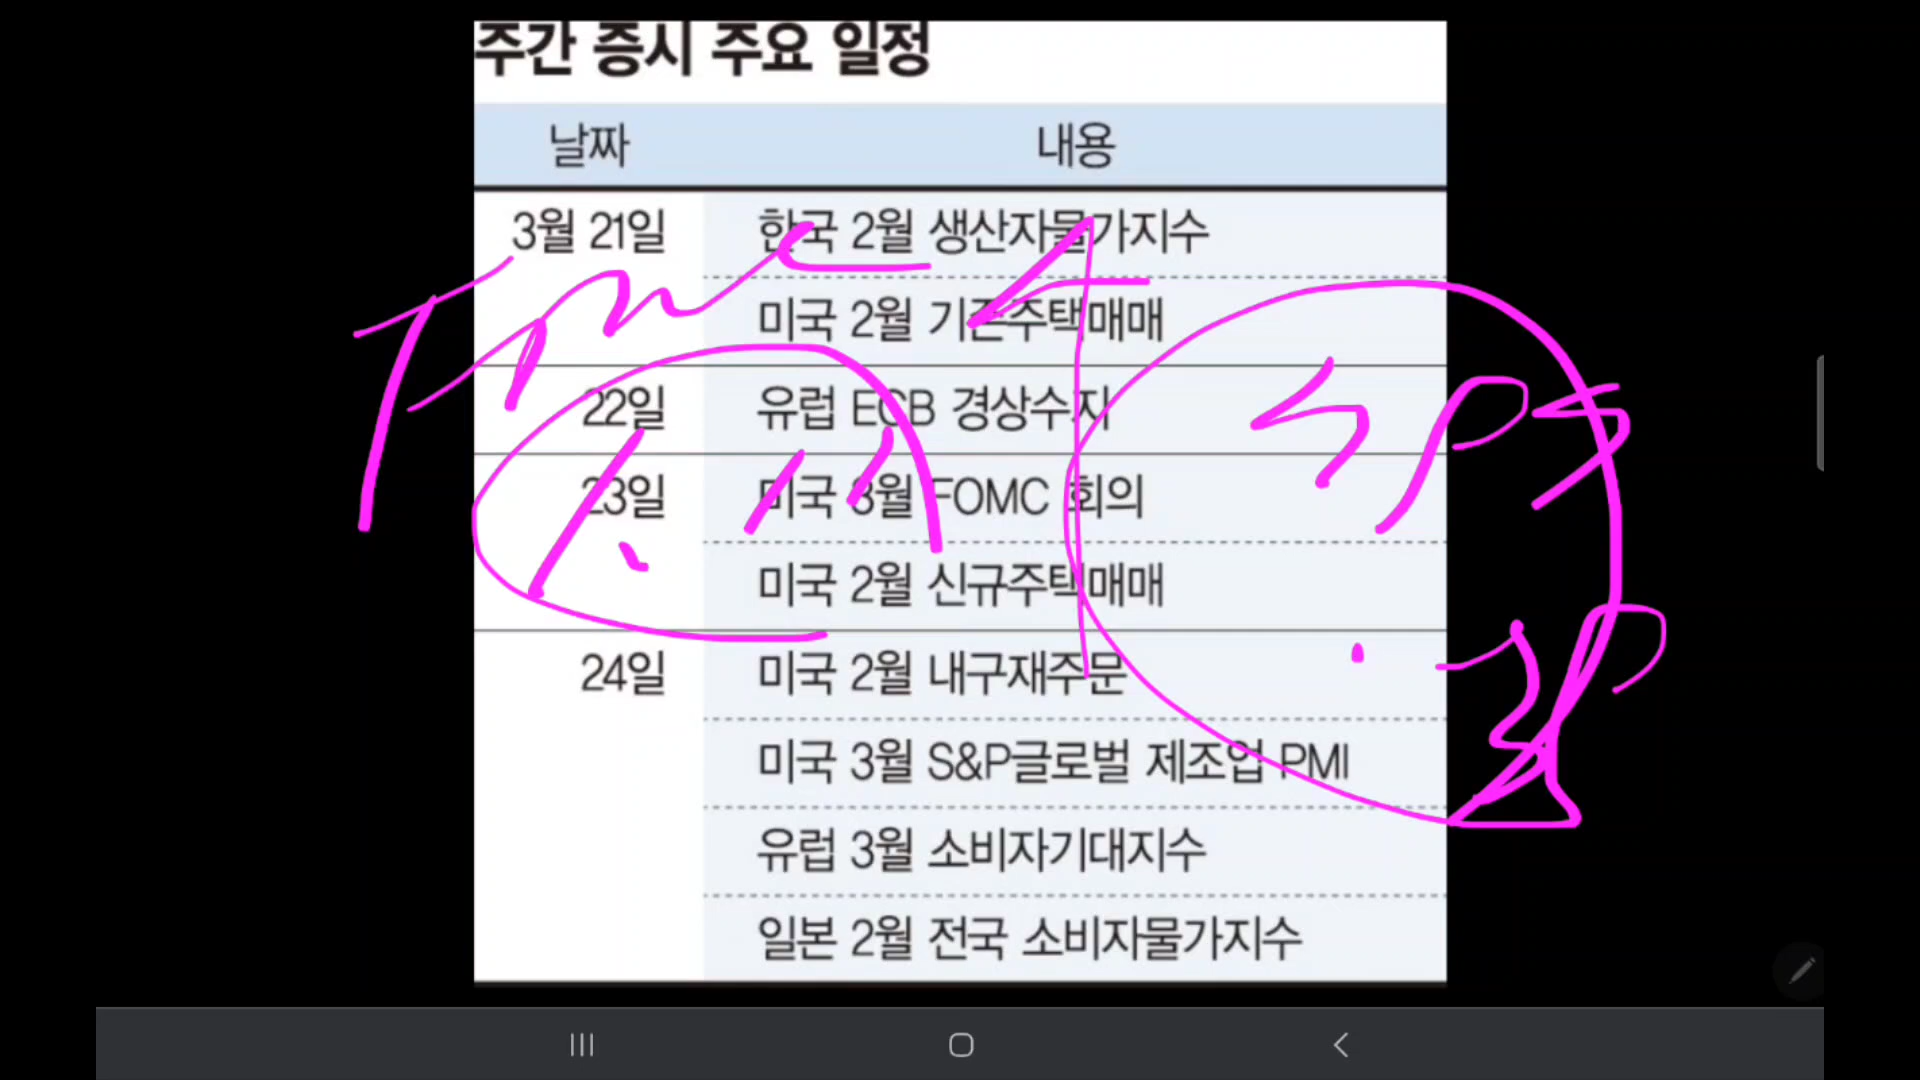 주간 증시 주요 일정
날짜 내용
3월 21일 한국 2월 생산자물가지수
미국 2월 기존주택매매
22일 유럽 ECB 경상수지
23일 미국 3월 FOMC 회의
미국 2월 신규주택매매
24일 미국 2월 내구재주문
미국 3월 S&P글로벌 제조업 PMI
유럽 3월 소비자기대지수
일본 2월 전국 소비자물가지수